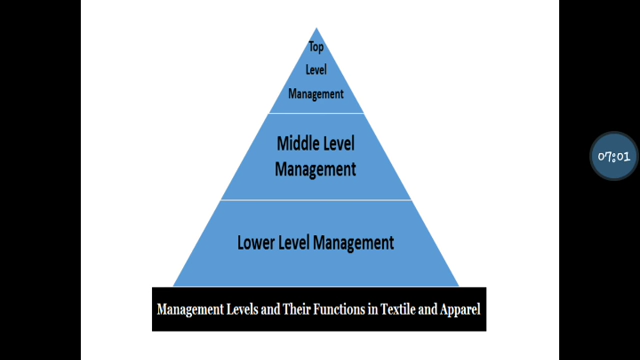 Top
Level
Management
Middle Level
Management
Lower Level Management
Management Levels and Their Functions in Textile and Apparel
07:01